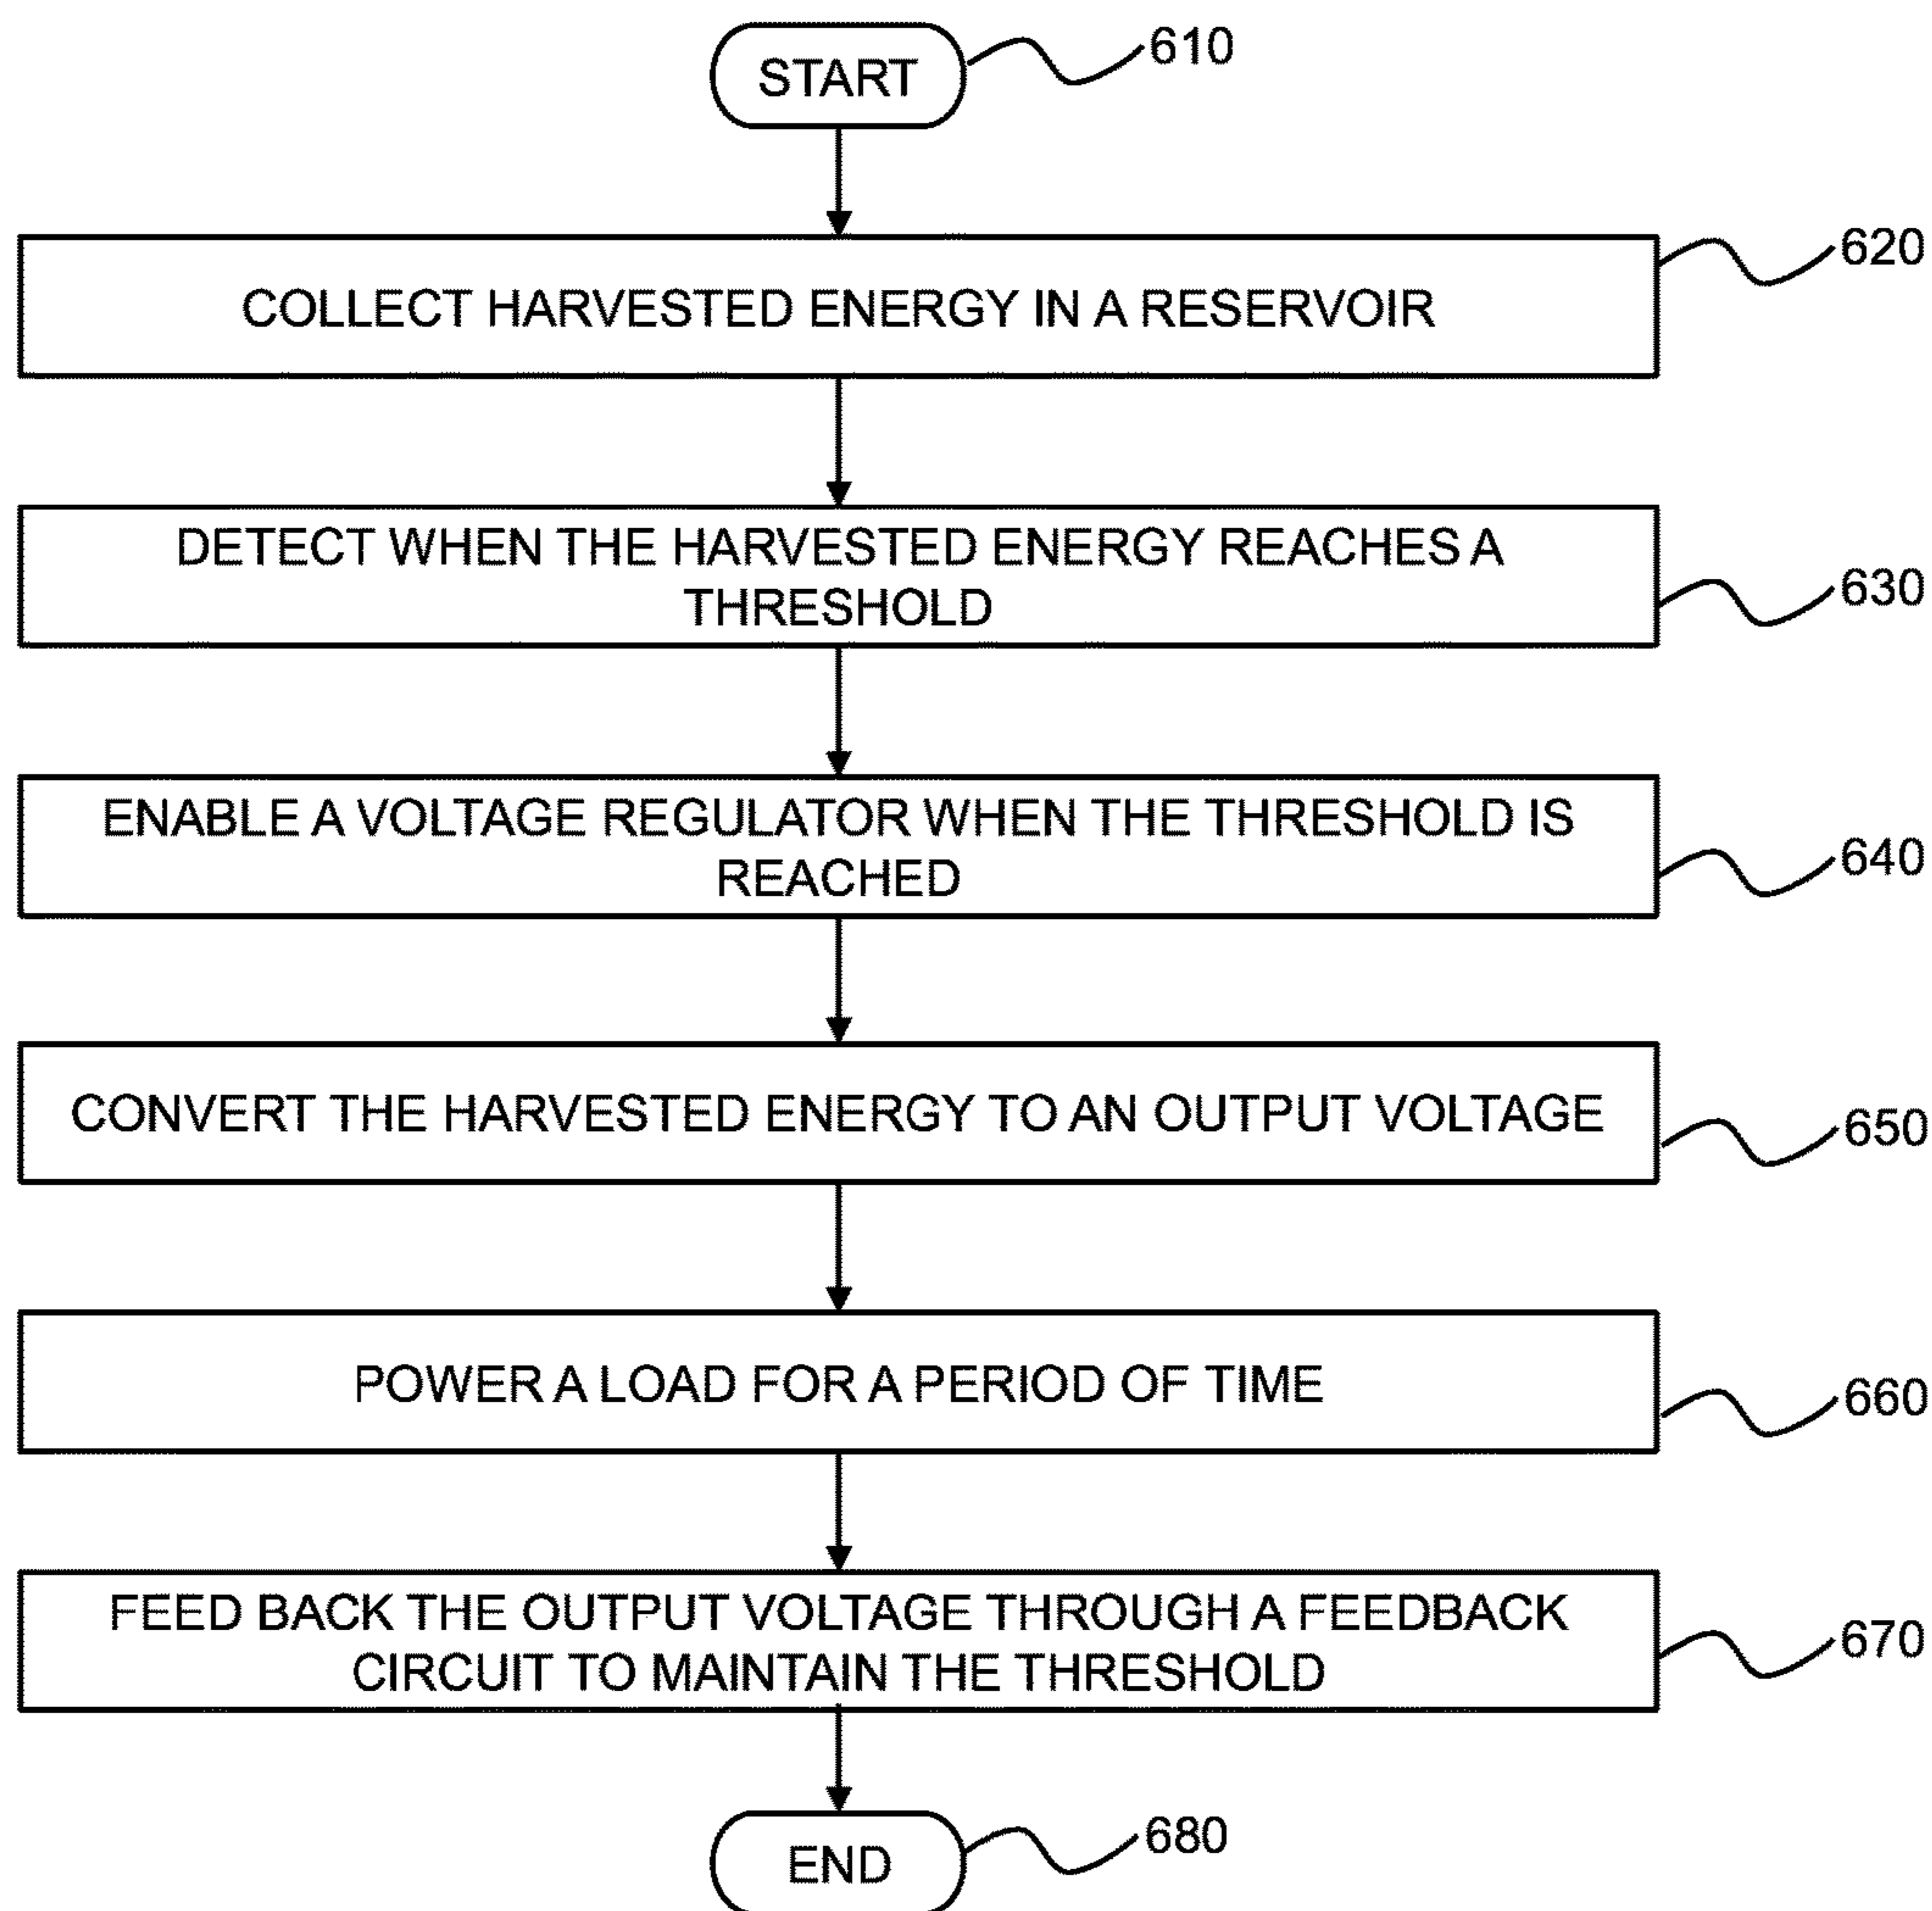 START
610
COLLECT HARVESTED ENERGY IN A RESERVOIR
620
DETECT WHEN THE HARVESTED ENERGY REACHES A
THRESHOLD
630
ENABLE A VOLTAGE REGULATOR WHEN THE THRESHOLD IS
REACHED
640
CONVERT THE HARVESTED ENERGY TO AN OUTPUT VOLTAGE
650
POWER A LOAD FOR A PERIOD OF TIME
660
FEED BACK THE OUTPUT VOLTAGE THROUGH A FEEDBACK
CIRCUIT TO MAINTAIN THE THRESHOLD
670
END
680